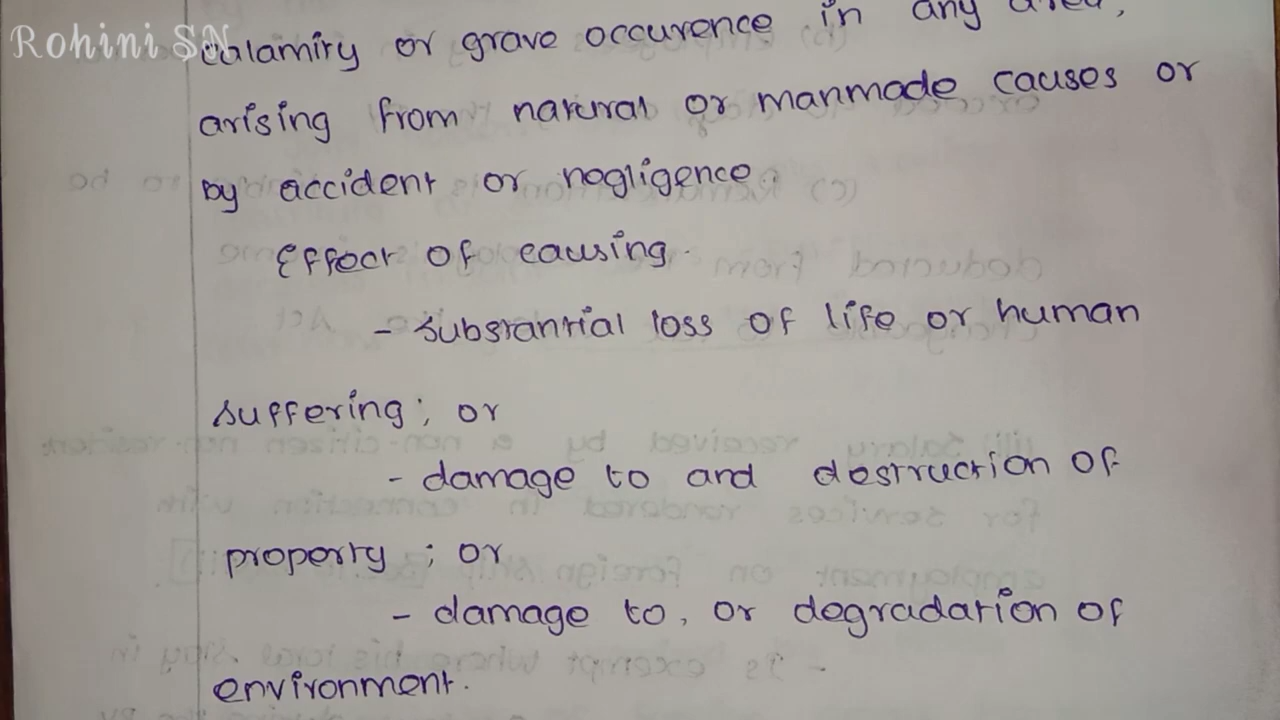 Rohini SN
calamity or grave occurence in any area,
arising from natural or manmade causes or
by accident or negligence
Effect of causing
- substantial loss of life or human
suffering; or
- damage to and destruction of
property ; or
- damage to, or degradation of
environment.